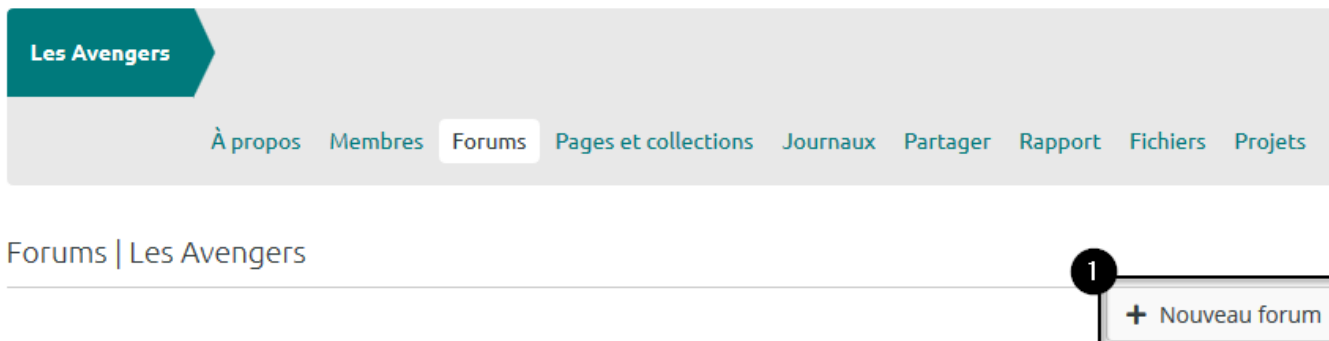 Les Avengers
À propos Membres Forums Pages et collections Journaux Partager Rapport Fichiers Projets
Forums | Les Avengers
1
+ Nouveau forum